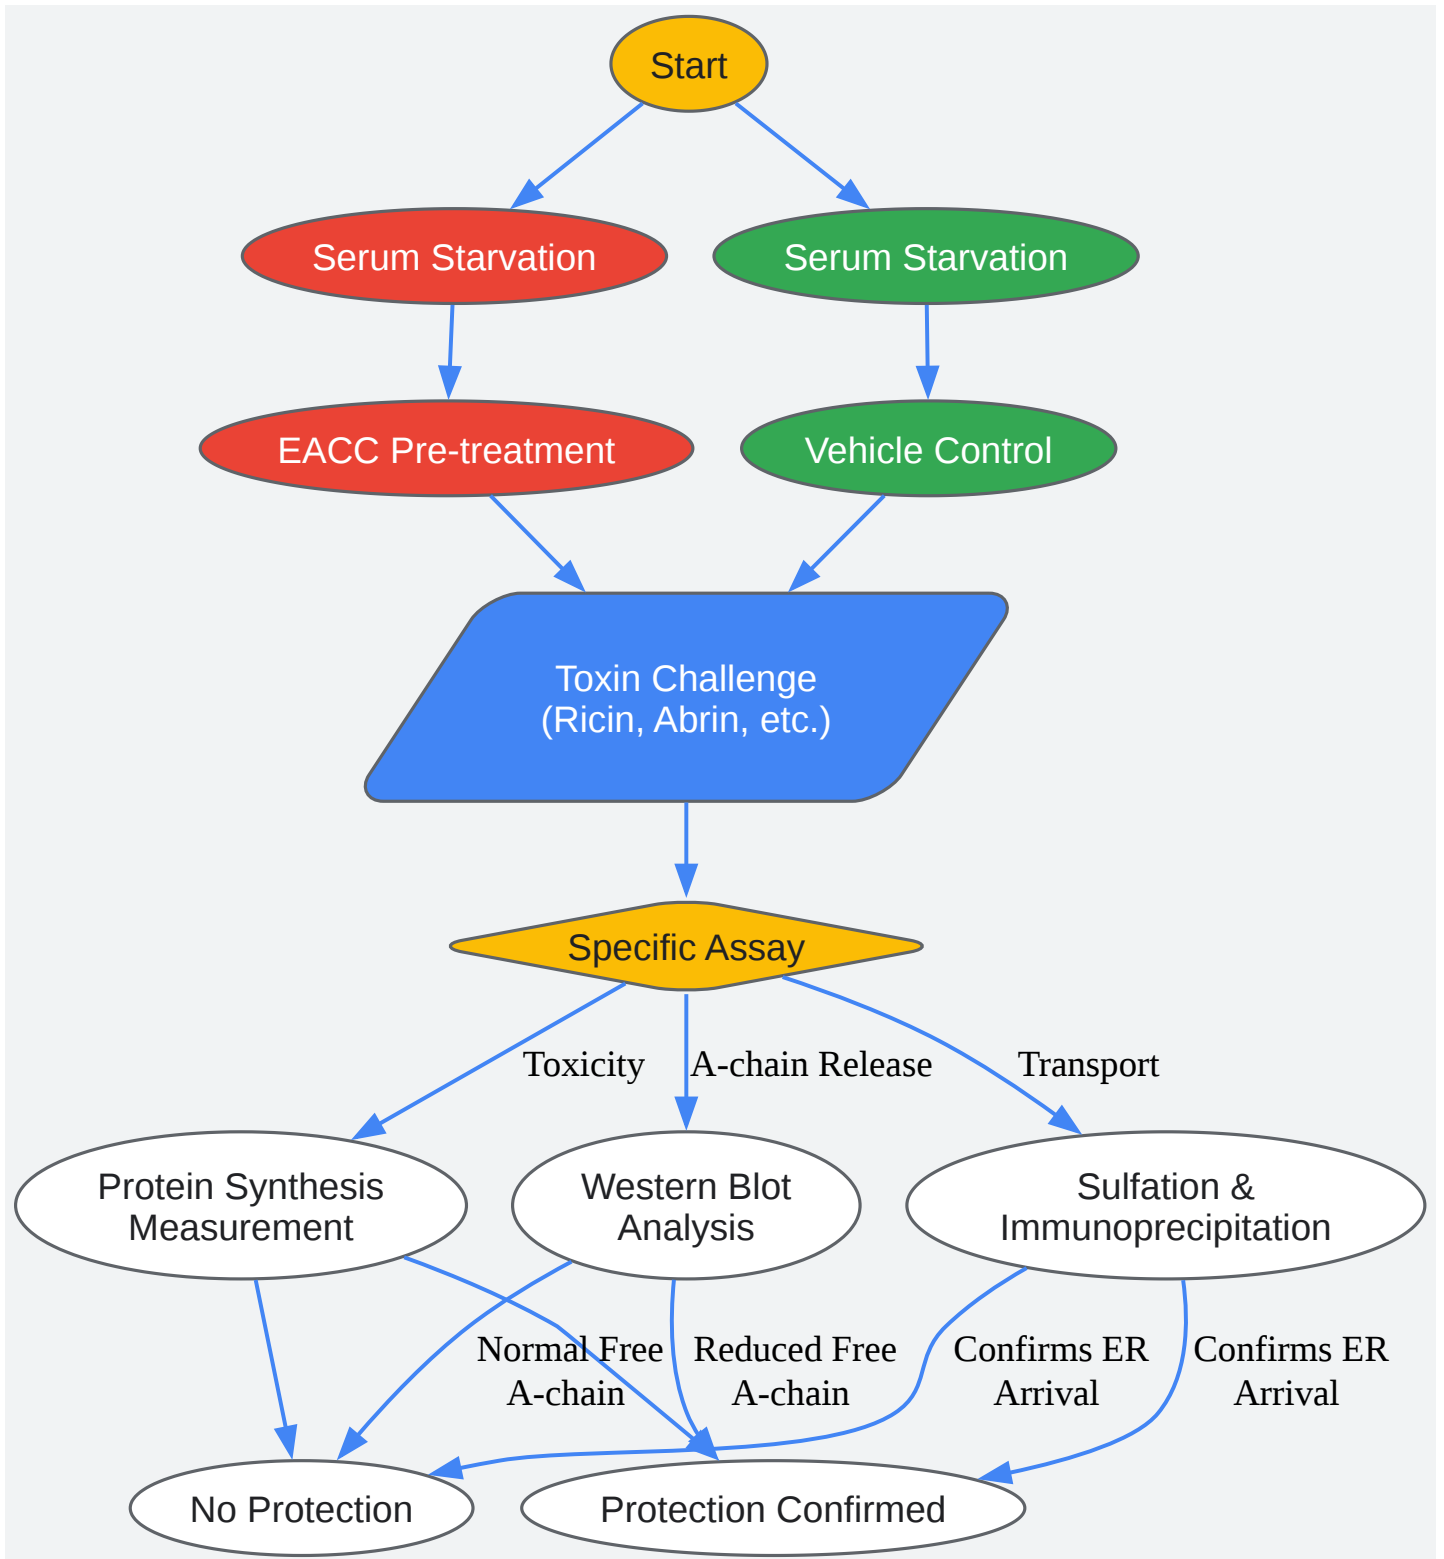 Start
Serum Starvation
Serum Starvation
EACC Pre-treatment
Vehicle Control
Toxin Challenge
(Ricin, Abrin, etc.)
Specific Assay
Toxicity
A-chain Release
Transport
Protein Synthesis
Measurement
Western Blot
Analysis
Sulfation &
Immunoprecipitation
Normal Free
A-chain
Reduced Free
A-chain
Confirms ER
Arrival
Confirms ER
Arrival
No Protection
Protection Confirmed